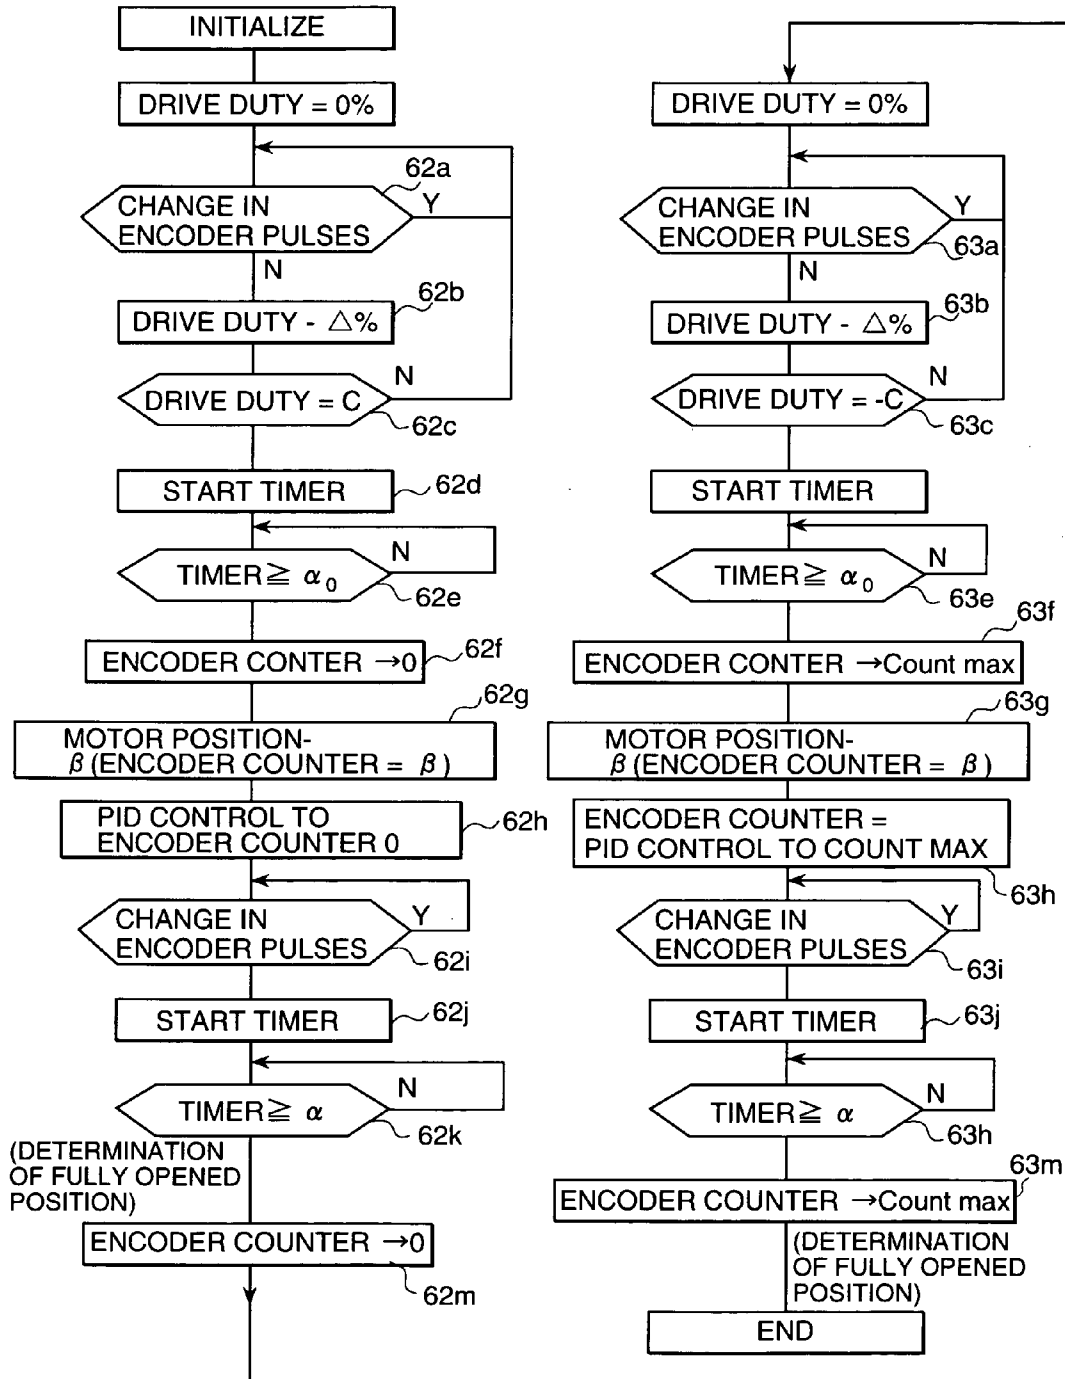 INITIALIZE
DRIVE DUTY = 0%
62a
CHANGE IN
ENCODER PULSES
Y
N
62b
DRIVE DUTY - △%
N
DRIVE DUTY = C
62c
START TIMER
62d
N
TIMER ≧ α0
62e
ENCODER CONTER →0
62f
62g
MOTOR POSITION-
β (ENCODER COUNTER = β)
PID CONTROL TO
ENCODER COUNTER 0
62h
CHANGE IN
ENCODER PULSES
Y
62i
START TIMER
62j
N
TIMER ≧ α
62k
(DETERMINATION
OF FULLY OPENED
POSITION)
ENCODER COUNTER →0
62m
DRIVE DUTY = 0%
CHANGE IN
ENCODER PULSES
Y
63a
N
63b
DRIVE DUTY - △%
N
DRIVE DUTY = -C
63c
START TIMER
N
TIMER ≧ α0
63e
63f
ENCODER CONTER →Count max
63g
MOTOR POSITION-
β (ENCODER COUNTER = β)
ENCODER COUNTER =
PID CONTROL TO COUNT MAX
63h
CHANGE IN
ENCODER PULSES
Y
63i
START TIMER
63j
N
TIMER ≧ α
63h
63m
ENCODER COUNTER →Count max
(DETERMINATION
OF FULLY OPENED
POSITION)
END